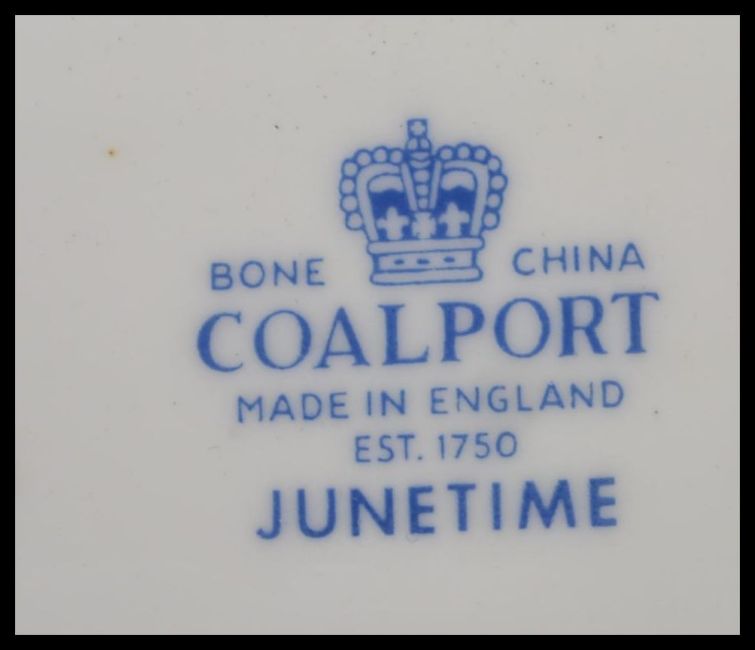 BONE CHINA
COALPORT
MADE IN ENGLAND
EST. 1750
JUNETIME